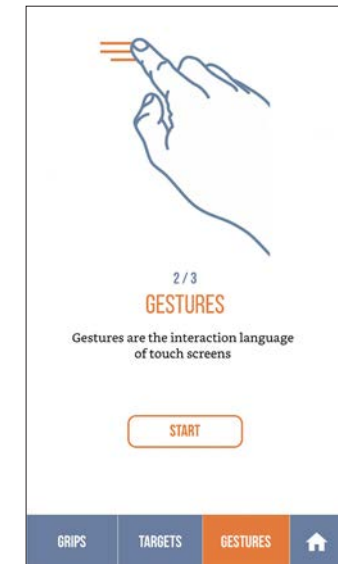 2/3
GESTURES
Gestures are the interaction language
of touch screens
START
GRIPS TARGETS GESTURES